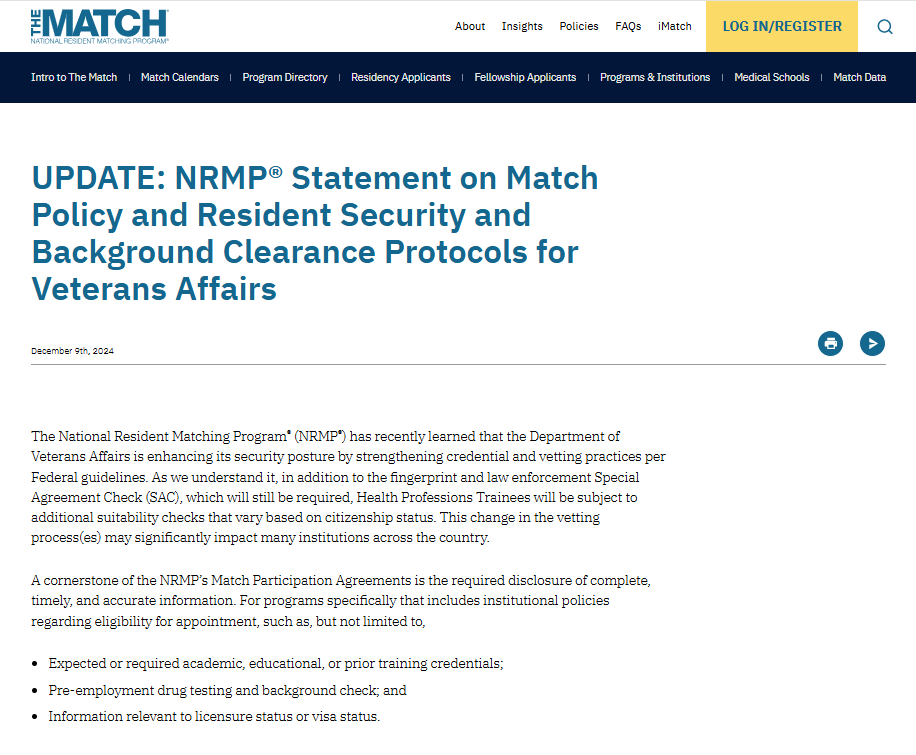 THE MATCH
NATIONAL RESIDENT MATCHING PROGRAM®
About Insights Policies FAQs iMatch LOG IN/REGISTER
Intro to The Match | Match Calendars | Program Directory | Residency Applicants | Fellowship Applicants | Programs & Institutions | Medical Schools | Match Data
UPDATE: NRMP® Statement on Match
Policy and Resident Security and
Background Clearance Protocols for
Veterans Affairs
December 9th, 2024
The National Resident Matching Program® (NRMP®) has recently learned that the Department of
Veterans Affairs is enhancing its security posture by strengthening credential and vetting practices per
Federal guidelines. As we understand it, in addition to the fingerprint and law enforcement Special
Agreement Check (SAC), which will still be required, Health Professions Trainees will be subject to
additional suitability checks that vary based on citizenship status. This change in the vetting
process(es) may significantly impact many institutions across the country.
A cornerstone of the NRMP’s Match Participation Agreements is the required disclosure of complete,
timely, and accurate information. For programs specifically that includes institutional policies
regarding eligibility for appointment, such as, but not limited to,
• Expected or required academic, educational, or prior training credentials;
• Pre-employment drug testing and background check; and
• Information relevant to licensure status or visa status.